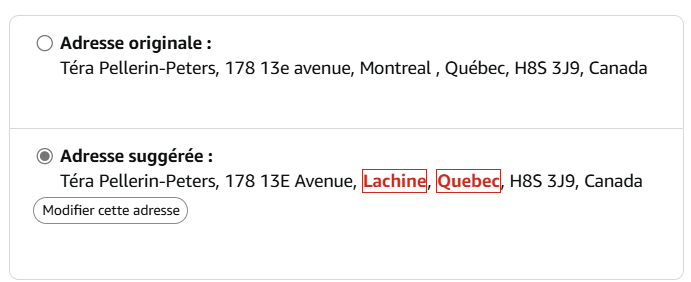 Adresse originale :
Téra Pellerin-Peters, 178 13e avenue, Montreal , Québec, H8S 3J9, Canada
Adresse suggérée :
Téra Pellerin-Peters, 178 13E Avenue, Lachine, Quebec, H8S 3J9, Canada
Modifier cette adresse